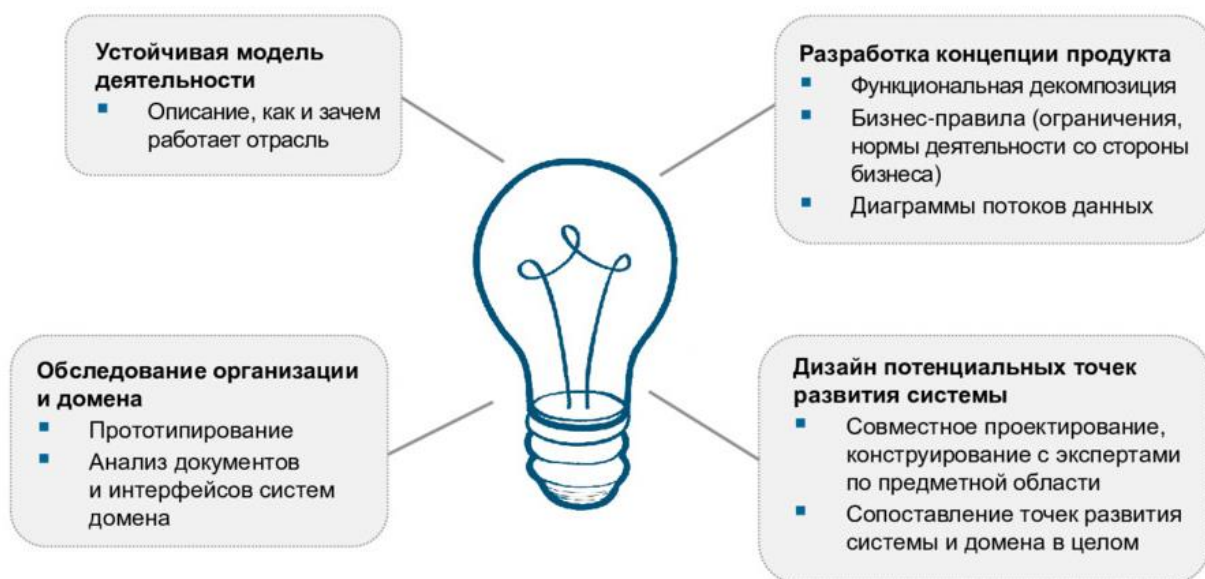 Устойчивая модель
деятельности
▪ Описание, как и зачем
работает отрасль
Разработка концепции продукта
▪ Функциональная декомпозиция
▪ Бизнес-правила (ограничения,
нормы деятельности со стороны
бизнеса)
▪ Диаграммы потоков данных
Обследование организации
и домена
▪ Прототипирование
▪ Анализ документов
и интерфейсов систем
домена
Дизайн потенциальных точек
развития системы
▪ Совместное проектирование,
конструирование с экспертами
по предметной области
▪ Сопоставление точек развития
системы и домена в целом